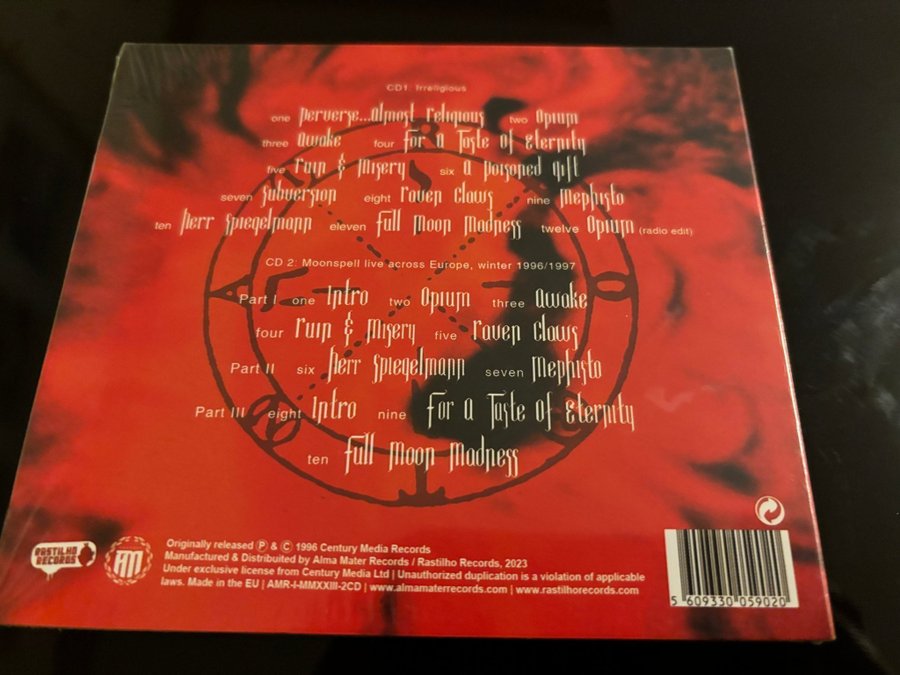 CD1: Irreligious
one Perverse...Almost Religious two Opium
three Awake four For a Taste of Eternity
five Ruin & Misery six A Poisoned Gift
seven Subversion eight Raven Claws nine Mephisto
ten Herr Spiegelmann eleven Full Moon Madness twelve Opium (radio edit)
CD 2: Moonspell live across Europe, winter 1996/1997
Part I one Intro two Opium three Awake
four Ruin & Misery five Raven Claws
Part II six Herr Spiegelmann seven Mephisto
Part III eight Intro nine For A Taste of Eternity
ten Full Moon Madness
RASTILHO RECORDS
AM
Originally released Ⓟ & © 1996 Century Media Records
Manufactured & Distribuited by Alma Mater Records / Rastilho Records, 2023
Under exclusive license from Century Media Ltd | Unauthorized duplication is a violation of applicable
laws. Made in the EU | AMR-I-MMXXIII-2CD | www.almamaterrecords.com | www.rastilhorecords.com
5 609330 059020